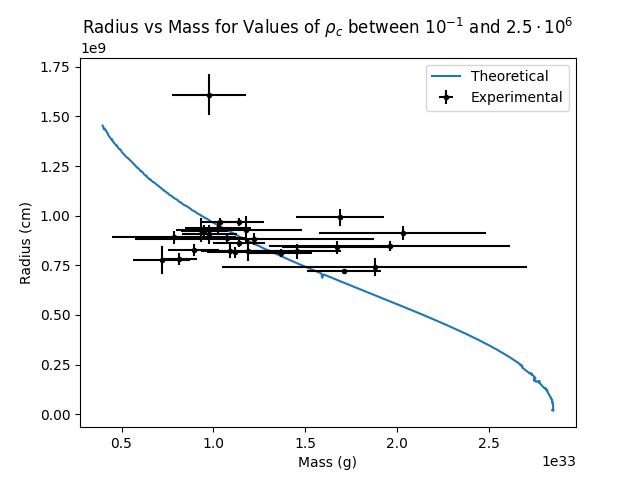 Radius vs Mass for Values of ρ_c between 10⁻¹ and 2.5 · 10⁶
1e9
1.75
1.50
1.25
1.00
0.75
0.50
0.25
0.00
Radius (cm)
Theoretical
Experimental
0.5 1.0 1.5 2.0 2.5
1e33
Mass (g)